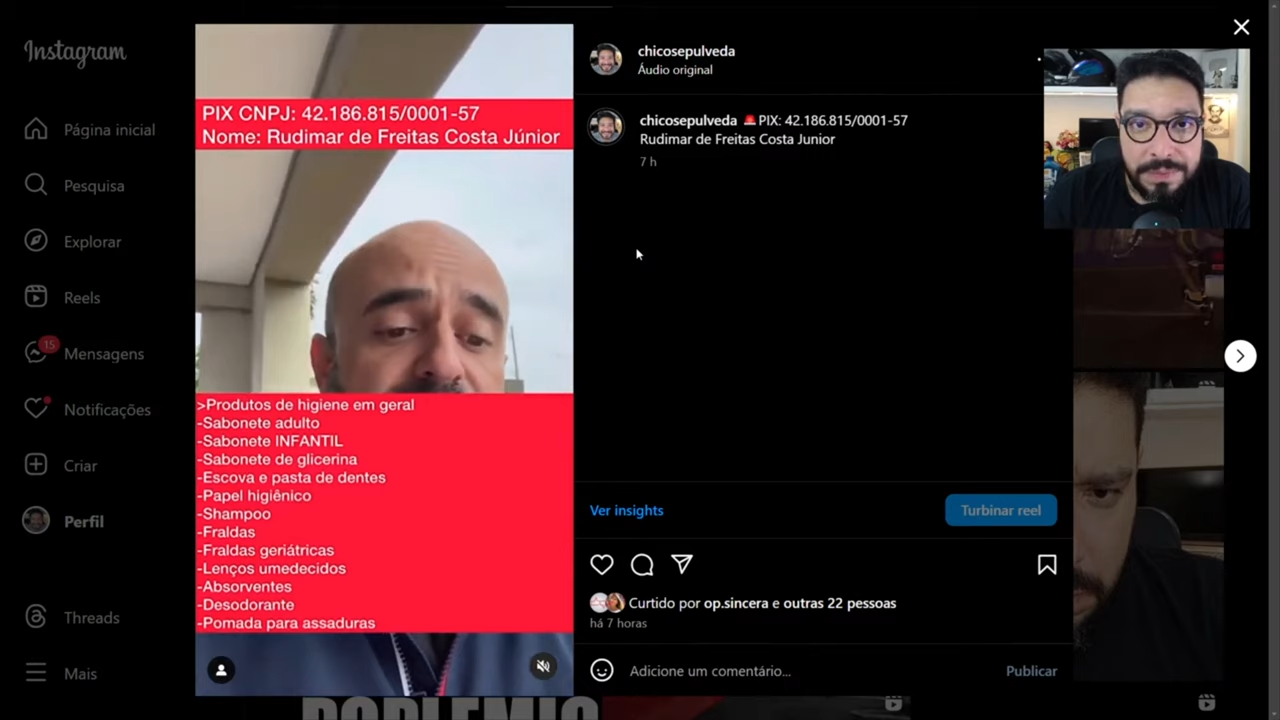 Instagram
Página inicial
Pesquisa
Explorar
Reels
15
Mensagens
Notificações
Criar
Perfil
Threads
Mais
PIX CNPJ: 42.186.815/0001-57
Nome: Rudimar de Freitas Costa Júnior
>Produtos de higiene em geral
-Sabonete adulto
-Sabonete INFANTIL
-Sabonete de glicerina
-Escova e pasta de dentes
-Papel higiênico
-Shampoo
-Fraldas
-Fraldas geriátricas
-Lenços umedecidos
-Absorventes
-Desodorante
-Pomada para assaduras
chicosepulveda
Áudio original
chicosepulveda 🚨PIX: 42.186.815/0001-57
Rudimar de Freitas Costa Junior
7 h
Ver insights
Turbinar reel
Curtido por op.sincera e outras 22 pessoas
há 7 horas
Adicione um comentário...
Publicar